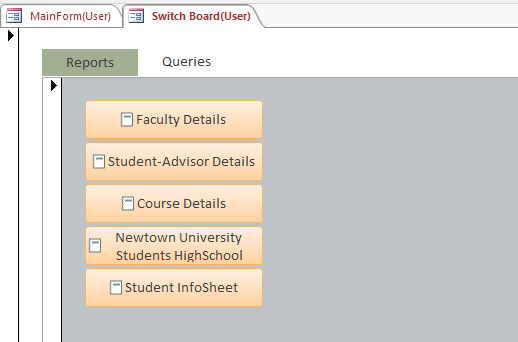 MainForm(User)
Switch Board(User)
Reports
Queries
Faculty Details
Student-Advisor Details
Course Details
Newtown University
Students HighSchool
Student InfoSheet